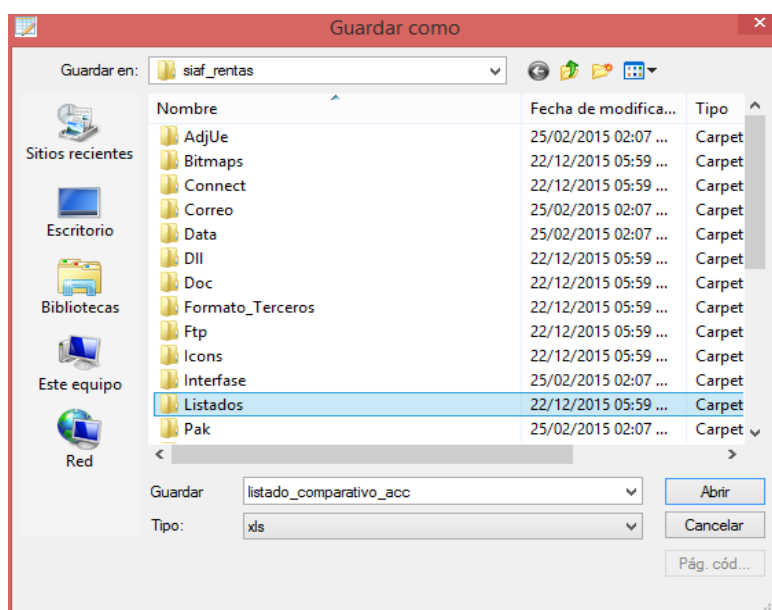 Guardar como
Guardar en: siaf_rentas
Nombre Fecha de modifica... Tipo
AdjUe 25/02/2015 02:07 ... Carpet
Bitmaps 22/12/2015 05:59 ... Carpet
Connect 22/12/2015 05:59 ... Carpet
Correo 25/02/2015 02:07 ... Carpet
Data 25/02/2015 02:07 ... Carpet
Dll 22/12/2015 05:59 ... Carpet
Doc 22/12/2015 05:59 ... Carpet
Formato_Terceros 22/12/2015 05:59 ... Carpet
Ftp 22/12/2015 05:59 ... Carpet
Icons 22/12/2015 05:59 ... Carpet
Interfase 25/02/2015 02:07 ... Carpet
Listados 22/12/2015 05:59 ... Carpet
Pak 25/02/2015 02:07 ... Carpet
Sitios recientes
Escritorio
Bibliotecas
Este equipo
Red
Guardar listado_comparativo_acc Abrir
Tipo: xls Cancelar
Pág. cód...